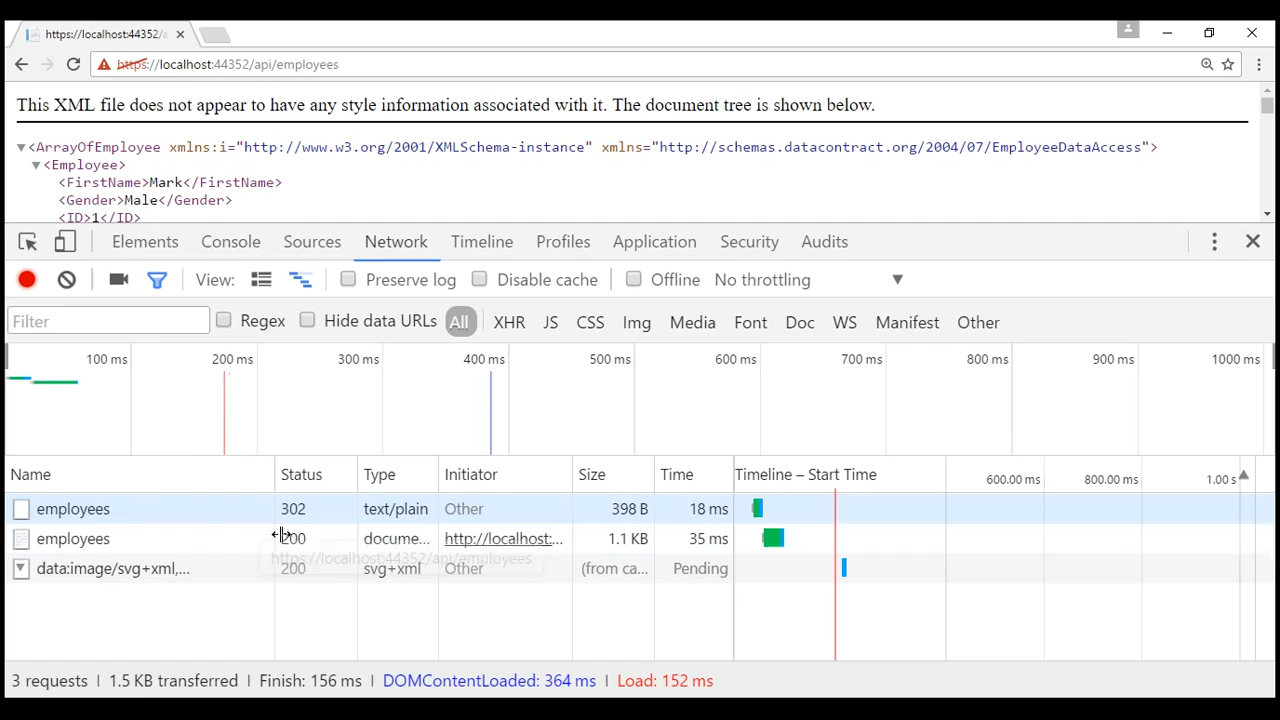 https://localhost:44352/a
https://localhost:44352/api/employees
This XML file does not appear to have any style information associated with it. The document tree is shown below.
▼<ArrayOfEmployee xmlns:i="http://www.w3.org/2001/XMLSchema-instance" xmlns="http://schemas.datacontract.org/2004/07/EmployeeDataAccess">
▼<Employee>
<FirstName>Mark</FirstName>
<Gender>Male</Gender>
<ID>1</ID>
Elements Console Sources Network Timeline Profiles Application Security Audits
View: Preserve log Disable cache Offline No throttling ▼
Filter Regex Hide data URLs All XHR JS CSS Img Media Font Doc WS Manifest Other
100 ms 200 ms 300 ms 400 ms 500 ms 600 ms 700 ms 800 ms 900 ms 1000 ms
Name Status Type Initiator Size Time Timeline – Start Time 600.00 ms 800.00 ms 1.00 s
employees 302 text/plain Other 398 B 18 ms
employees 200 docume... http://localhost:... 1.1 KB 35 ms
https://localhost:44352/api/employees
data:image/svg+xml,... 200 svg+xml Other (from ca... Pending
3 requests | 1.5 KB transferred | Finish: 156 ms | DOMContentLoaded: 364 ms | Load: 152 ms